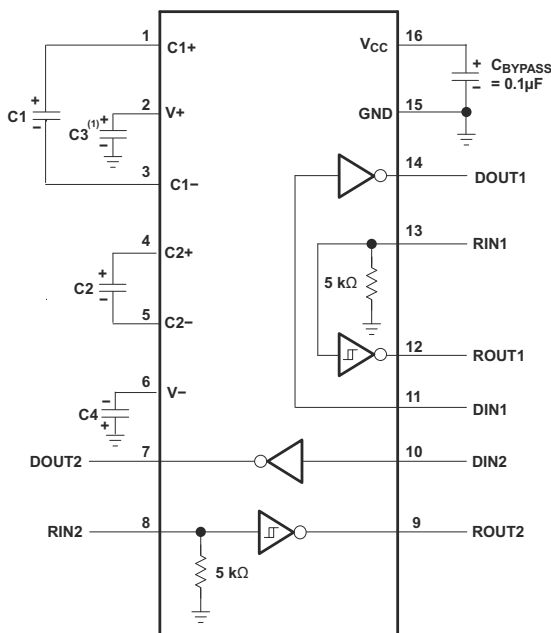 1
C1+
VCC
16
+
CBYPASS
= 0.1µF
−
+
C1
−
2
V+
+
C3(1)
−
GND
15
3
C1−
14
DOUT1
4
C2+
13
RIN1
+
C2
−
5 kΩ
5
C2−
12
ROUT1
6
V−
−
C4
+
11
DIN1
DOUT2
7
10
DIN2
RIN2
8
9
ROUT2
5 kΩ